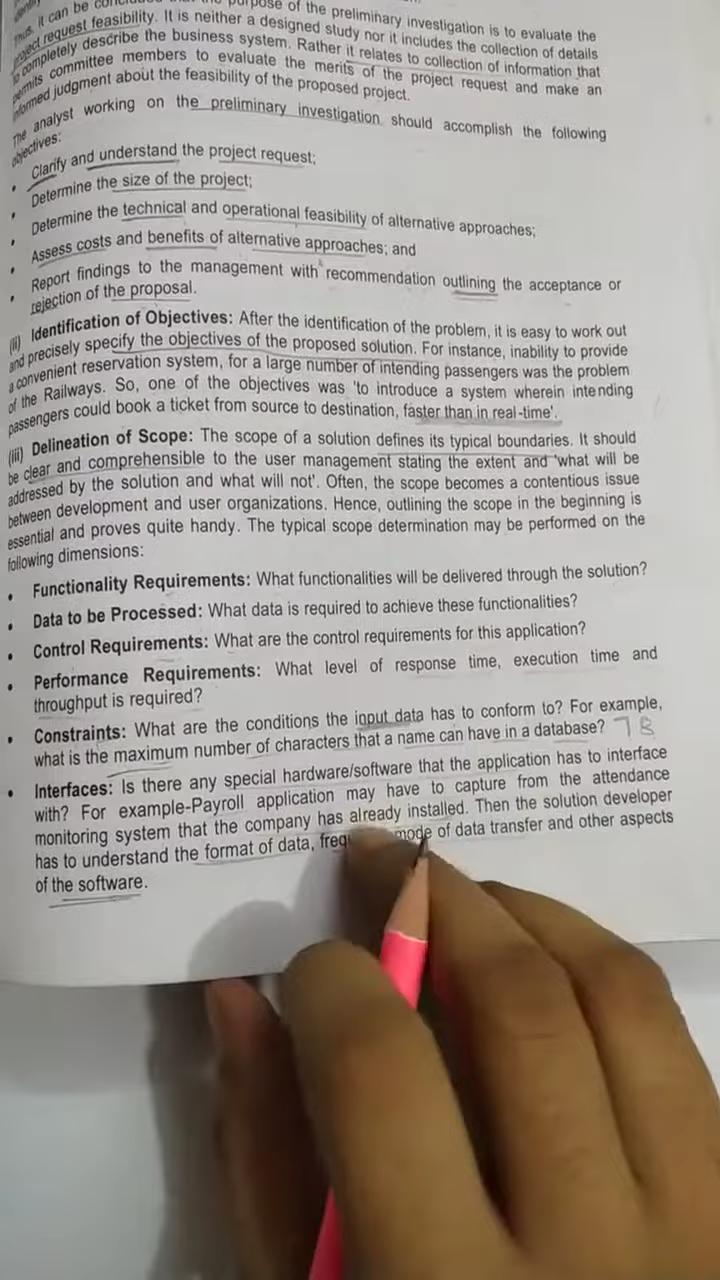 Thus, it can be purpose of the preliminary investigation is to evaluate the
project request feasibility. It is neither a designed study nor it includes the collection of details
to completely describe the business system. Rather it relates to collection of information that
permits committee members to evaluate the merits of the project request and make an
informed judgment about the feasibility of the proposed project.
The analyst working on the preliminary investigation should accomplish the following
objectives:
• Clarify and understand the project request;
• Determine the size of the project;
• Determine the technical and operational feasibility of alternative approaches;
• Assess costs and benefits of alternative approaches; and
• Report findings to the management with recommendation outlining the acceptance or
rejection of the proposal.
(ii) Identification of Objectives: After the identification of the problem, it is easy to work out
and precisely specify the objectives of the proposed solution. For instance, inability to provide
a convenient reservation system, for a large number of intending passengers was the problem
of the Railways. So, one of the objectives was 'to introduce a system wherein intending
passengers could book a ticket from source to destination, faster than in real-time'.
(iii) Delineation of Scope: The scope of a solution defines its typical boundaries. It should
be clear and comprehensible to the user management stating the extent and 'what will be
addressed by the solution and what will not'. Often, the scope becomes a contentious issue
between development and user organizations. Hence, outlining the scope in the beginning is
essential and proves quite handy. The typical scope determination may be performed on the
following dimensions:
• Functionality Requirements: What functionalities will be delivered through the solution?
• Data to be Processed: What data is required to achieve these functionalities?
• Control Requirements: What are the control requirements for this application?
• Performance Requirements: What level of response time, execution time and
throughput is required?
• Constraints: What are the conditions the input data has to conform to? For example,
what is the maximum number of characters that a name can have in a database?
• Interfaces: Is there any special hardware/software that the application has to interface
with? For example-Payroll application may have to capture from the attendance
monitoring system that the company has already installed. Then the solution developer
has to understand the format of data, mode of data transfer and other aspects
of the software.